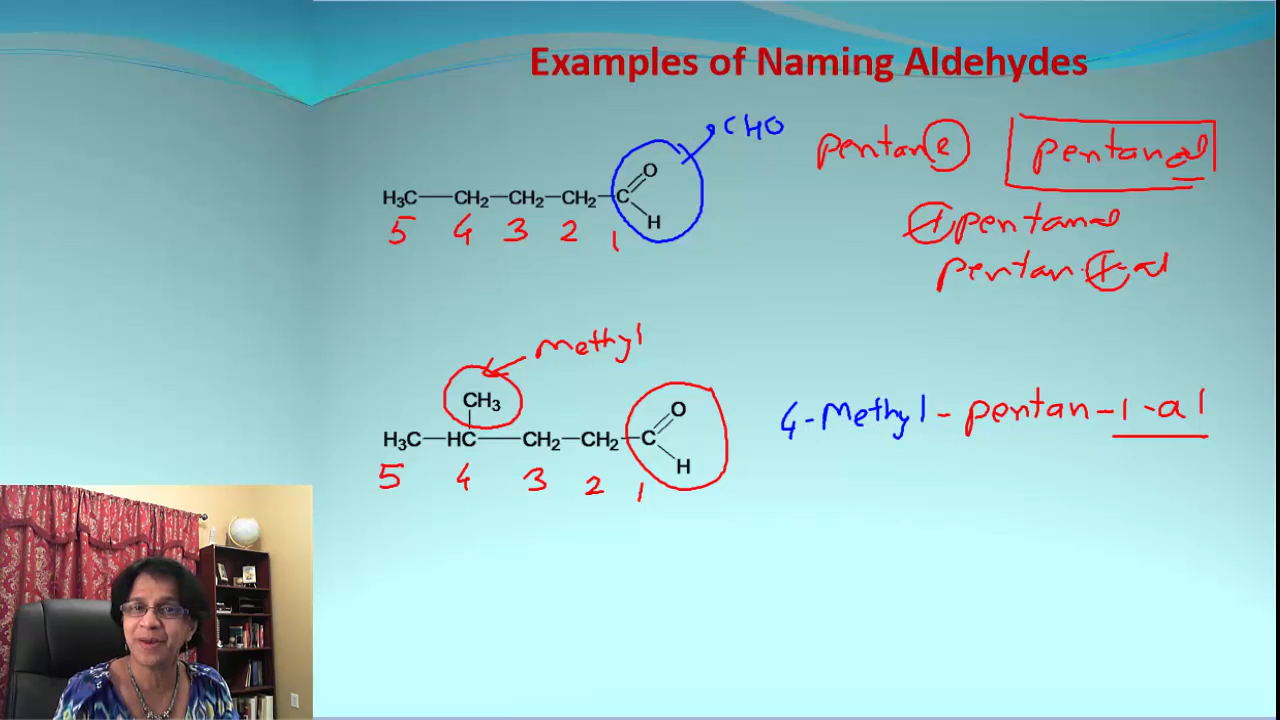 Examples of Naming Aldehydes
CHO
pentane
pentanal
1 pentanal
pentan-1-al
O
H₃C—CH₂—CH₂—CH₂—C
H
5 4 3 2 1
Methyl
CH₃
O
4-Methyl-pentan-1-al
H₃C—HC—CH₂—CH₂—C
H
5 4 3 2 1